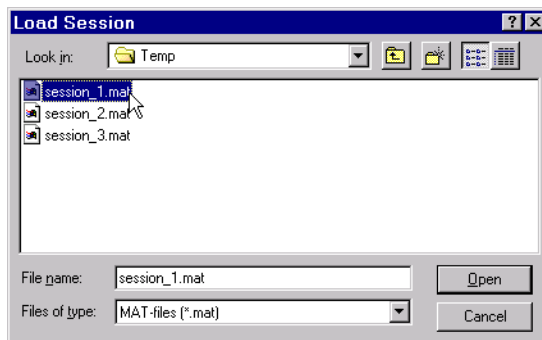 Load Session
Look in: Temp
session_1.mat
session_2.mat
session_3.mat
File name: session_1.mat Open
Files of type: MAT-files (*.mat) Cancel